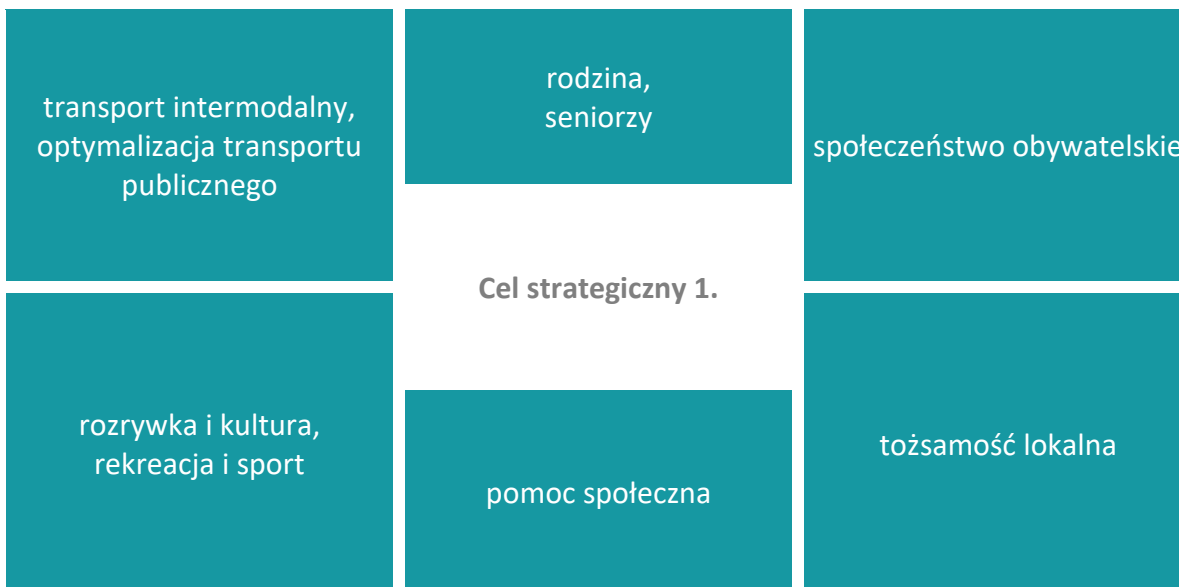 transport intermodalny,
optymalizacja transportu
publicznego
rodzina,
seniorzy
społeczeństwo obywatelskie
Cel strategiczny 1.
rozrywka i kultura,
rekreacja i sport
pomoc społeczna
tożsamość lokalna